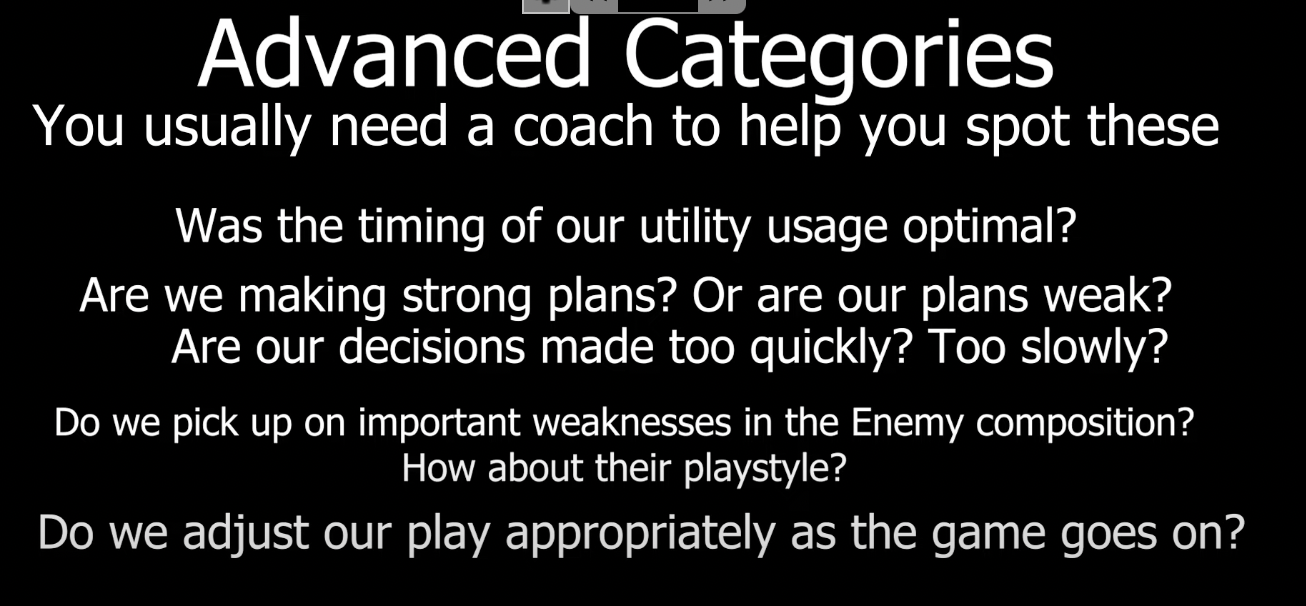 Advanced Categories
You usually need a coach to help you spot these
Was the timing of our utility usage optimal?
Are we making strong plans? Or are our plans weak?
Are our decisions made too quickly? Too slowly?
Do we pick up on important weaknesses in the Enemy composition?
How about their playstyle?
Do we adjust our play appropriately as the game goes on?